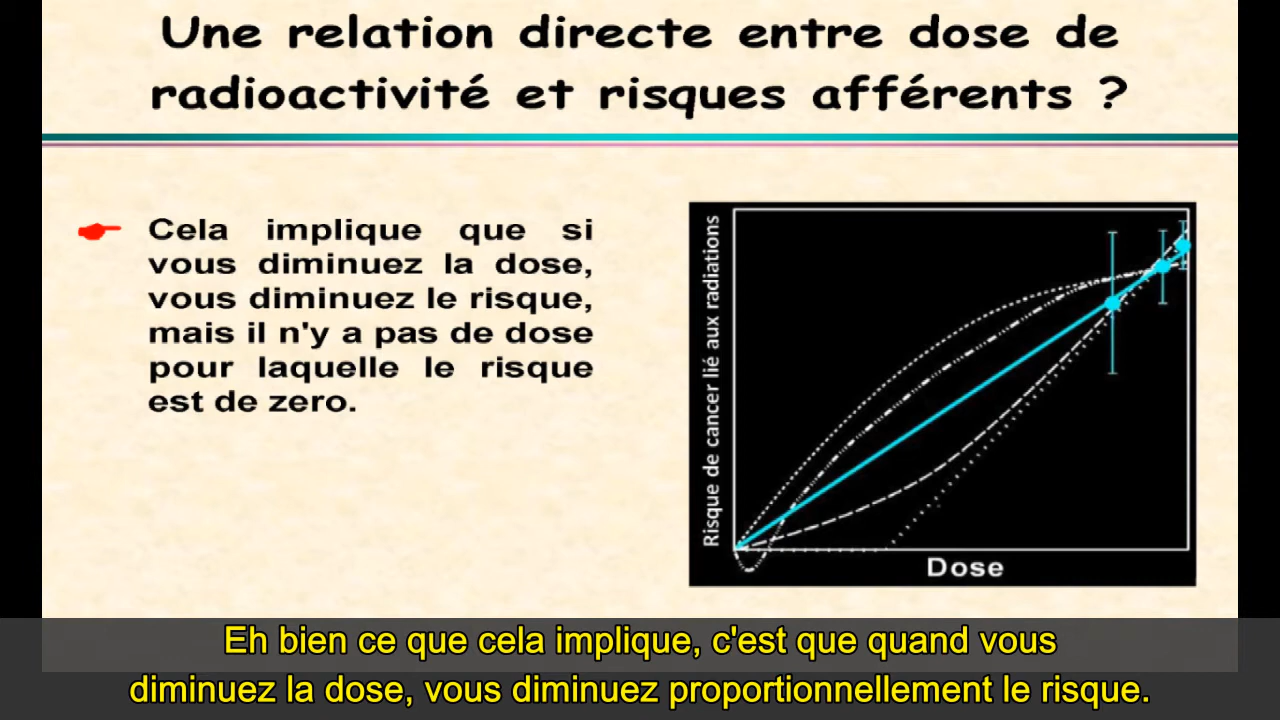 Une relation directe entre dose de
radioactivité et risques afférents ?
Cela implique que si
vous diminuez la dose,
vous diminuez le risque,
mais il n'y a pas de dose
pour laquelle le risque
est de zero.
Risque de cancer lié aux radiations
Dose
Eh bien ce que cela implique, c'est que quand vous
diminuez la dose, vous diminuez proportionnellement le risque.